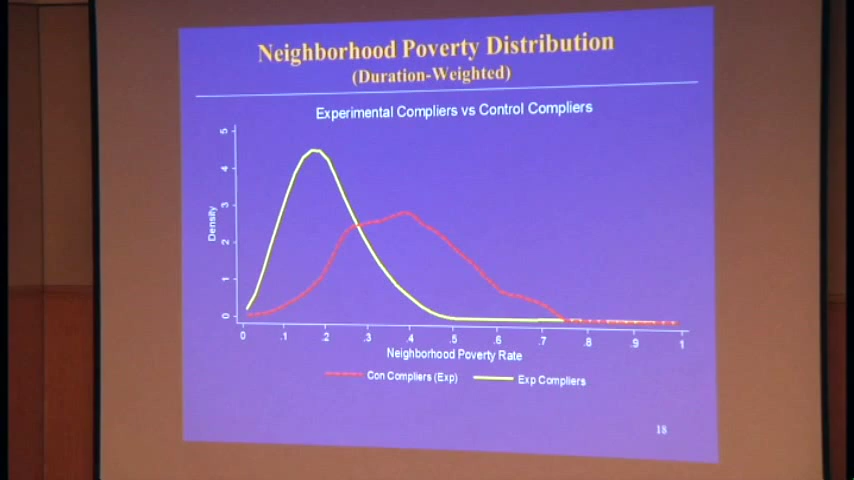 Neighborhood Poverty Distribution
(Duration-Weighted)
Experimental Compliers vs Control Compliers
5
4
3
2
1
0
Density
0 .1 .2 .3 .4 .5 .6 .7 .8 .9 1
Neighborhood Poverty Rate
Con Compliers (Exp) Exp Compliers
18